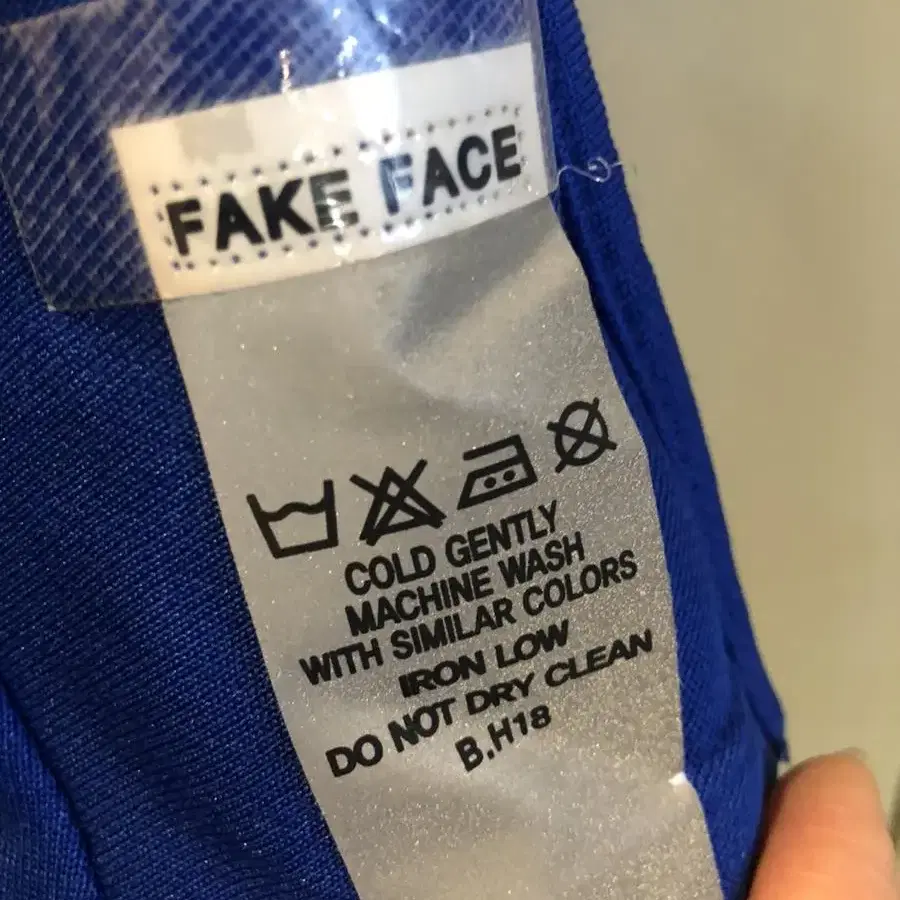 FAKE FACE
COLD GENTLY
MACHINE WASH
WITH SIMILAR COLORS
IRON LOW
DO NOT DRY CLEAN
B.H18